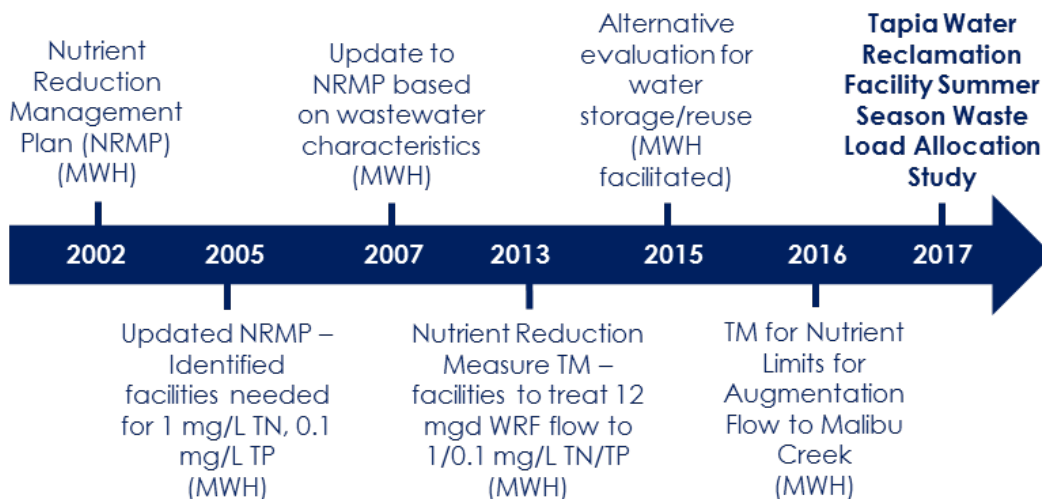 Nutrient
Reduction
Management
Plan (NRMP)
(MWH)
Update to
NRMP based
on wastewater
characteristics
(MWH)
Alternative
evaluation for
water
storage/reuse
(MWH
facilitated)
Tapia Water
Reclamation
Facility Summer
Season Waste
Load Allocation
Study
2002 2005 2007 2013 2015 2016 2017
Updated NRMP –
Identified
facilities needed
for 1 mg/L TN, 0.1
mg/L TP
(MWH)
Nutrient Reduction
Measure TM –
facilities to treat 12
mgd WRF flow to
1/0.1 mg/L TN/TP
(MWH)
TM for Nutrient
Limits for
Augmentation
Flow to Malibu
Creek
(MWH)